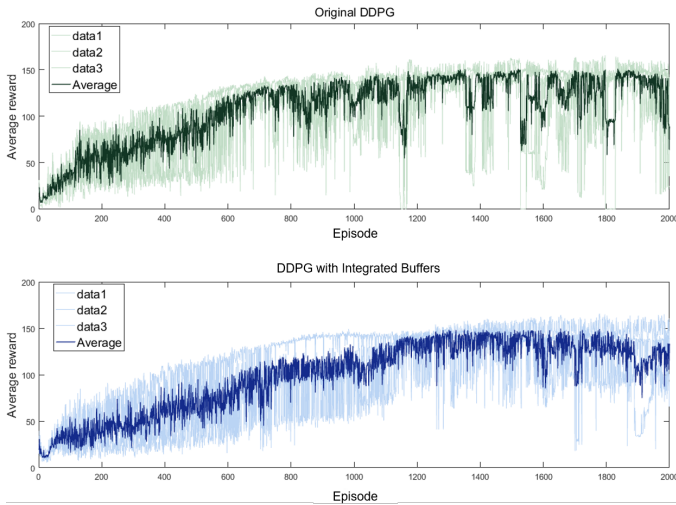 Original DDPG
200
150
100
50
0
Average reward
data1
data2
data3
Average
0 200 400 600 800 1000 1200 1400 1600 1800 2000
Episode
DDPG with Integrated Buffers
200
150
100
50
0
Average reward
data1
data2
data3
Average
0 200 400 600 800 1000 1200 1400 1600 1800 2000
Episode